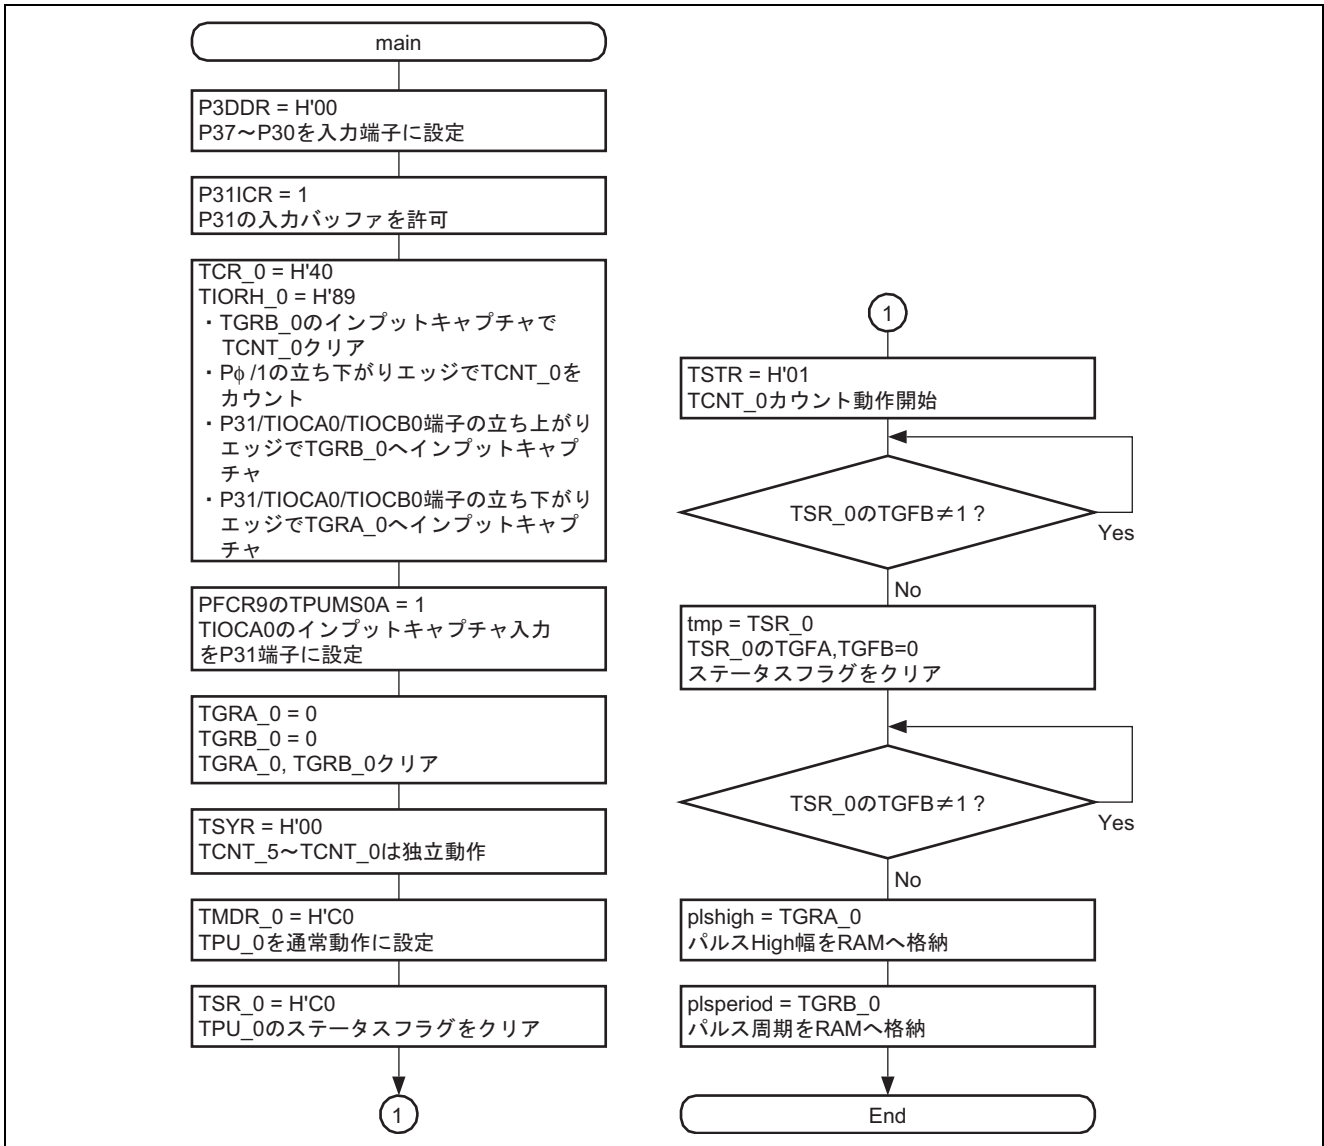 main
P3DDR = H'00
P37～P30を入力端子に設定
P31ICR = 1
P31の入力バッファを許可
TCR_0 = H'40
TIORH_0 = H'89
・TGRB_0のインプットキャプチャで
TCNT_0クリア
・Pφ /1の立ち下がりエッジでTCNT_0を
カウント
・P31/TIOCA0/TIOCB0端子の立ち上がり
エッジでTGRB_0へインプットキャプ
チャ
・P31/TIOCA0/TIOCB0端子の立ち下がり
エッジでTGRA_0へインプットキャプ
チャ
PFCR9のTPUMS0A = 1
TIOCA0のインプットキャプチャ入力
をP31端子に設定
TGRA_0 = 0
TGRB_0 = 0
TGRA_0, TGRB_0クリア
TSYR = H'00
TCNT_5～TCNT_0は独立動作
TMDR_0 = H'C0
TPU_0を通常動作に設定
TSR_0 = H'C0
TPU_0のステータスフラグをクリア
1
1
TSTR = H'01
TCNT_0カウント動作開始
TSR_0のTGFB≠1？
Yes
No
tmp = TSR_0
TSR_0のTGFA,TGFB=0
ステータスフラグをクリア
TSR_0のTGFB≠1？
Yes
No
plshigh = TGRA_0
パルスHigh幅をRAMへ格納
plsperiod = TGRB_0
パルス周期をRAMへ格納
End